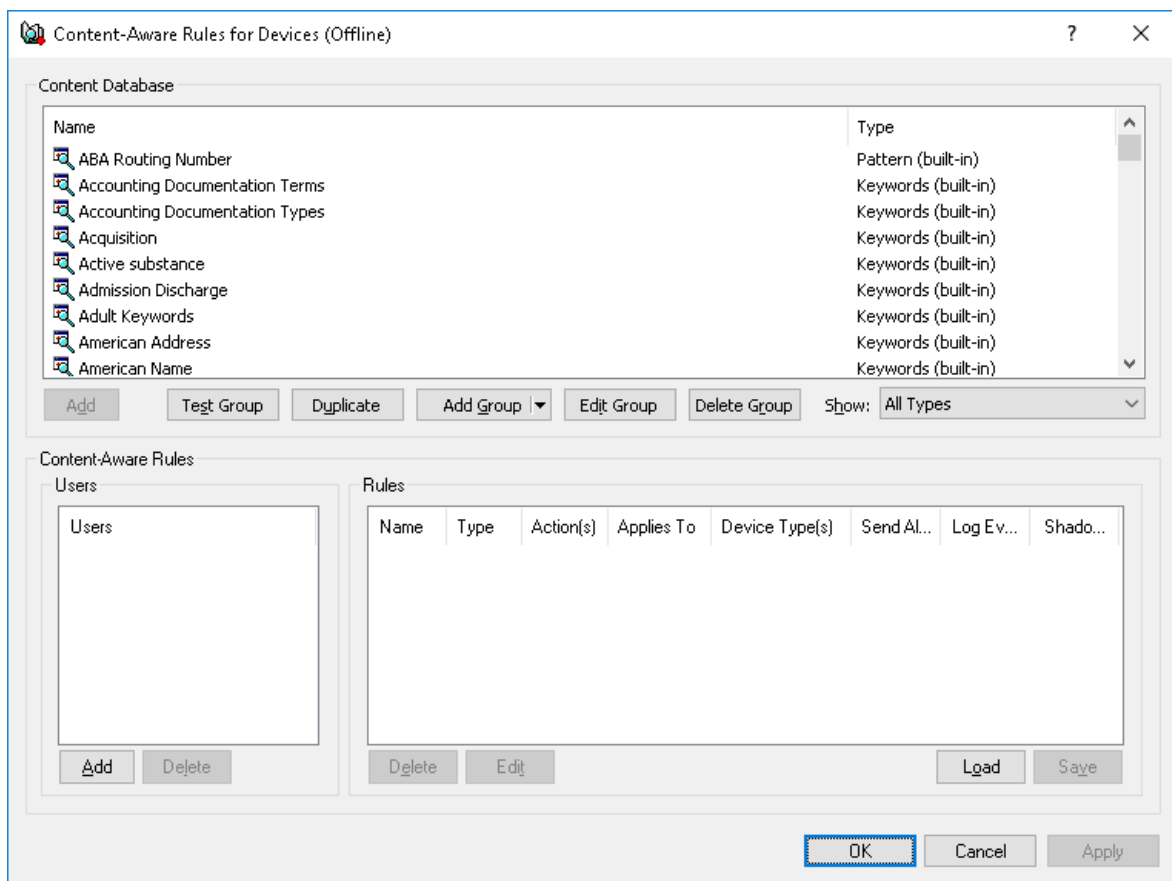 Content-Aware Rules for Devices (Offline) ?
Content Database
Name Type
ABA Routing Number Pattern (built-in)
Accounting Documentation Terms Keywords (built-in)
Accounting Documentation Types Keywords (built-in)
Acquisition Keywords (built-in)
Active substance Keywords (built-in)
Admission Discharge Keywords (built-in)
Adult Keywords Keywords (built-in)
American Address Keywords (built-in)
American Name Keywords (built-in)
Add Test Group Duplicate Add Group Edit Group Delete Group Show: All Types
Content-Aware Rules
Users Rules
Users Name Type Action(s) Applies To Device Type(s) Send Al... Log Ev... Shado...
Add Delete Delete Edit Load Save
OK Cancel Apply